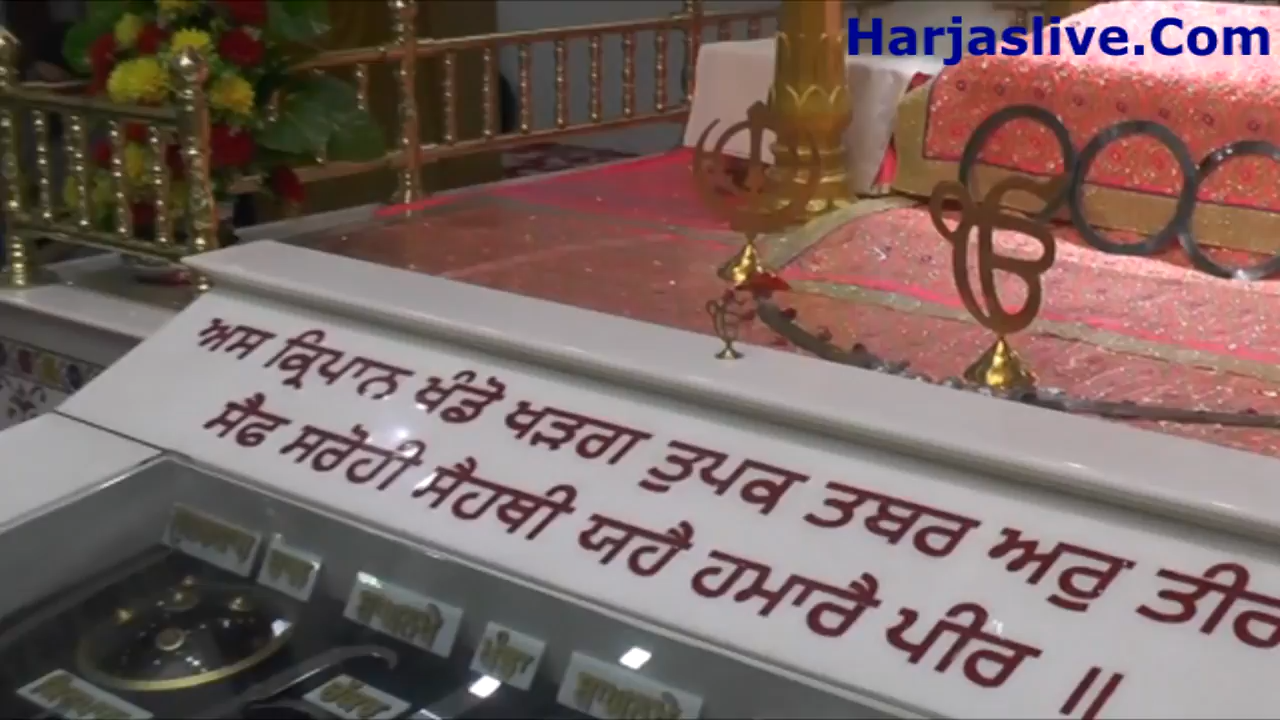 Harjaslive.Com
ਅਸ ਕ੍ਰਿਪਾਨ ਖੰਡੋ ਖੜਗ ਤੁਪਕ ਤਬਰ ਅਰੁ ਤੀਰ
ਸੈਫ ਸਰੋਹੀ ਸੈਹਥੀ ਯਹੈ ਹਮਾਰੈ ਪੀਰ ॥